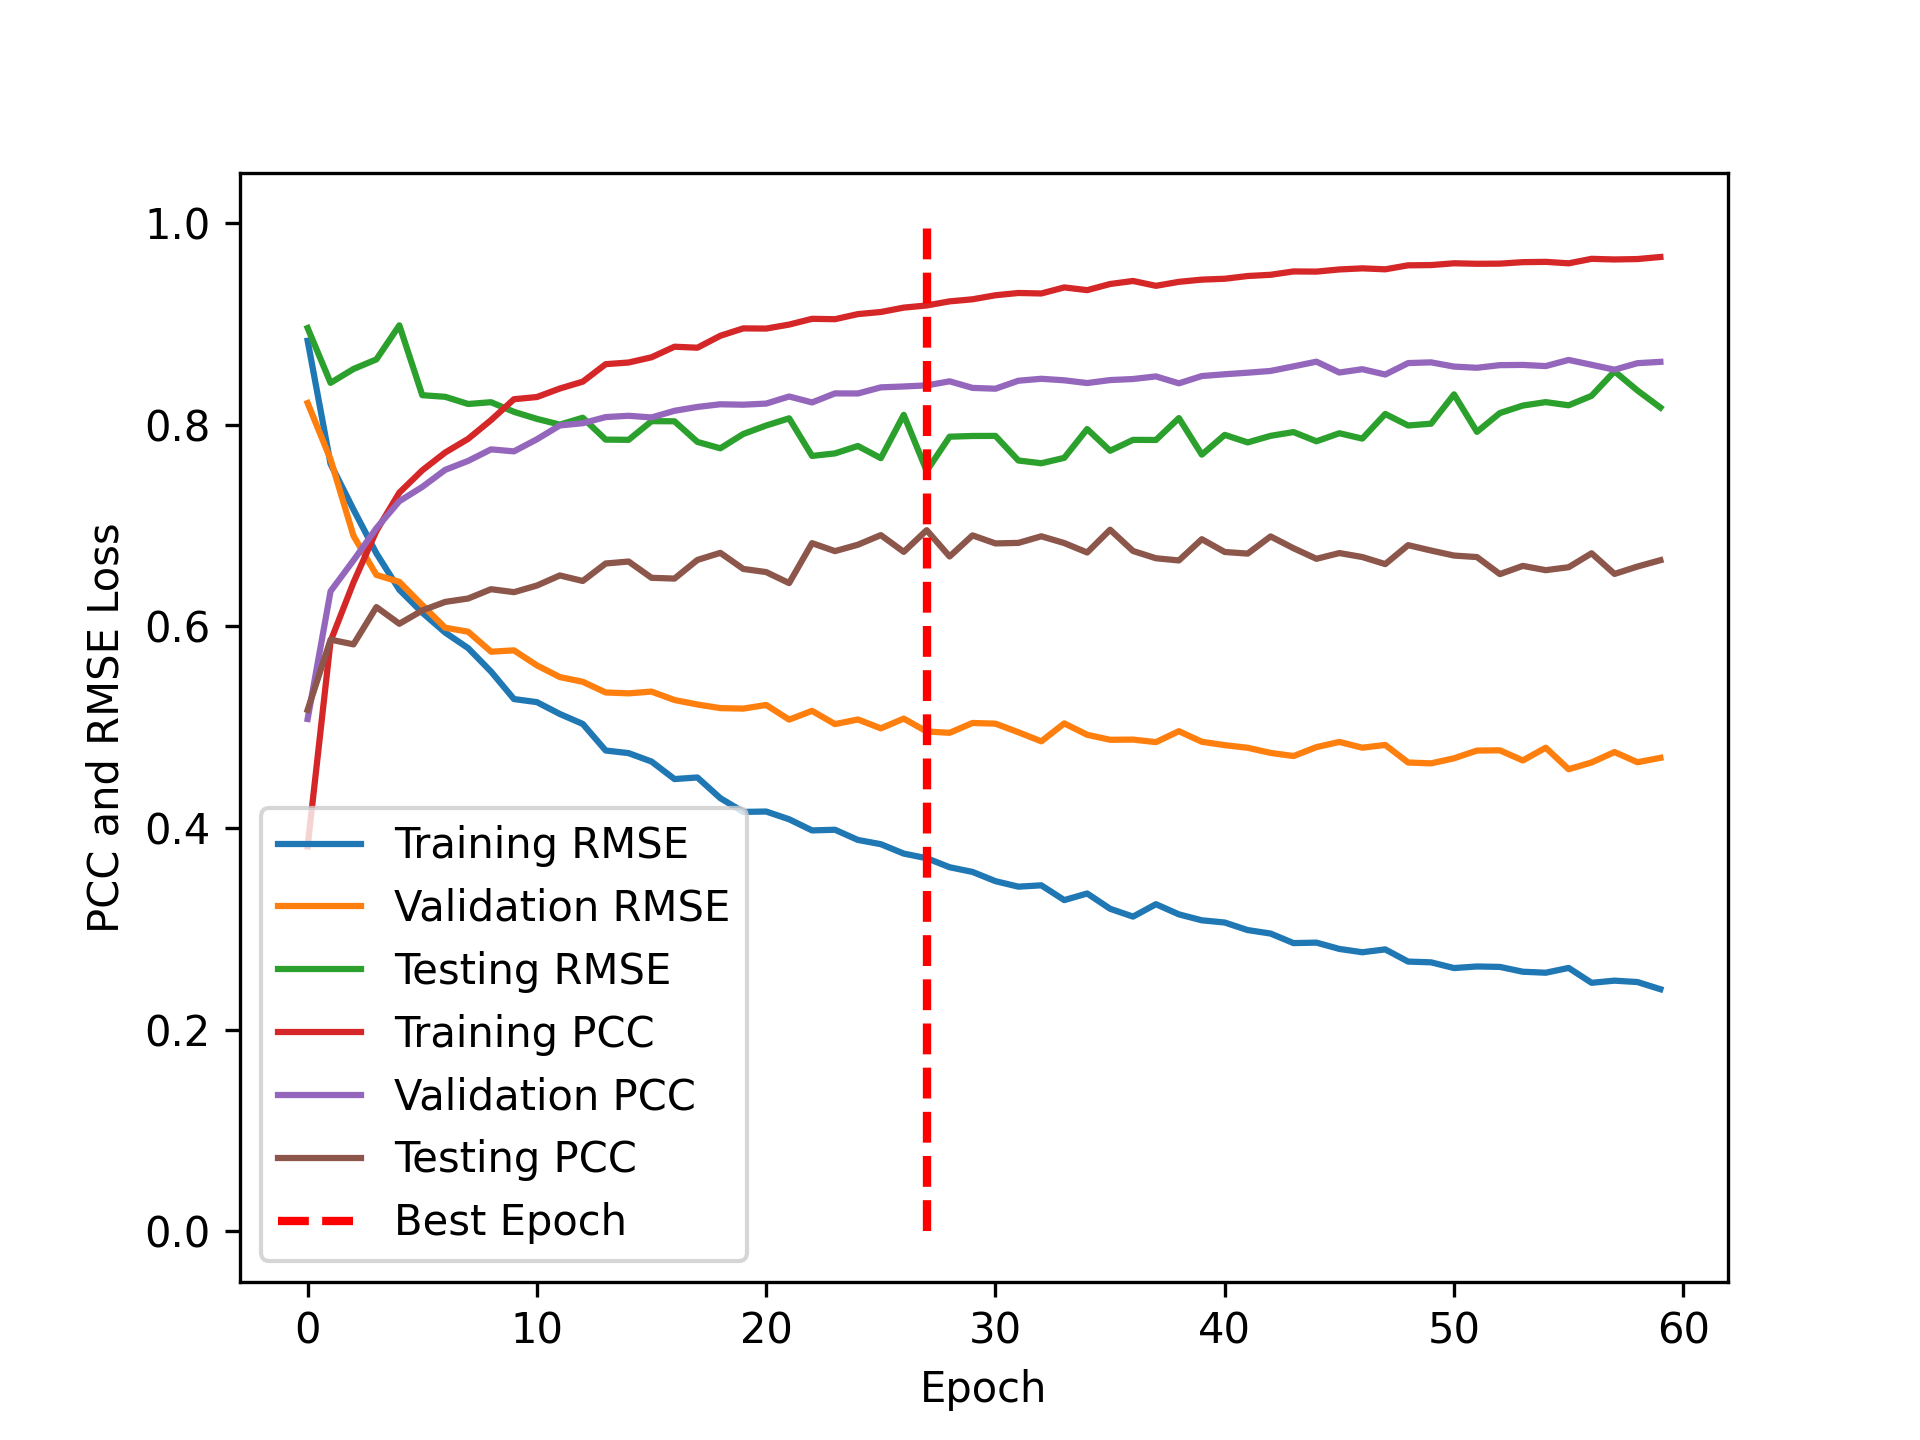 1.0
0.8
0.6
0.4
0.2
0.0
PCC and RMSE Loss
Training RMSE
Validation RMSE
Testing RMSE
Training PCC
Validation PCC
Testing PCC
Best Epoch
0 10 20 30 40 50 60
Epoch